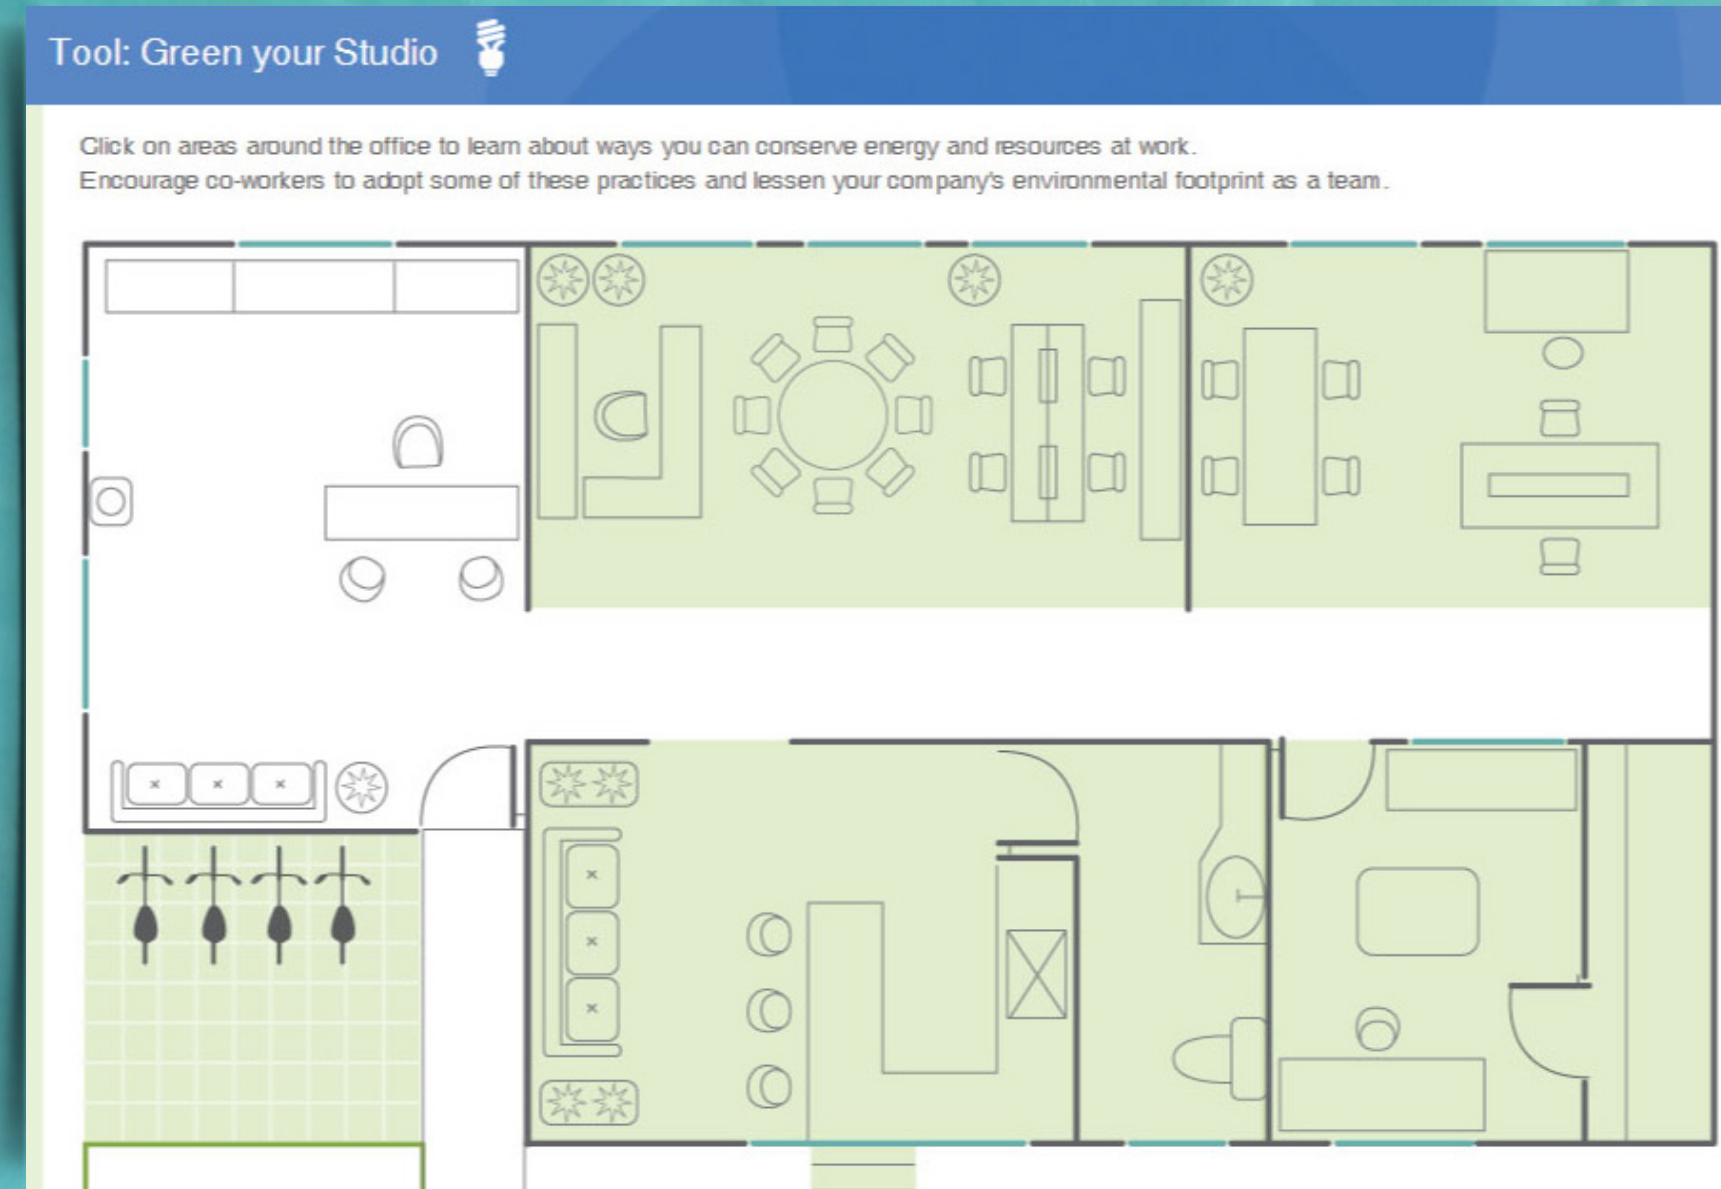 Tool: Green your Studio
Click on areas around the office to learn about ways you can conserve energy and resources at work.
Encourage co-workers to adopt some of these practices and lessen your company's environmental footprint as a team.